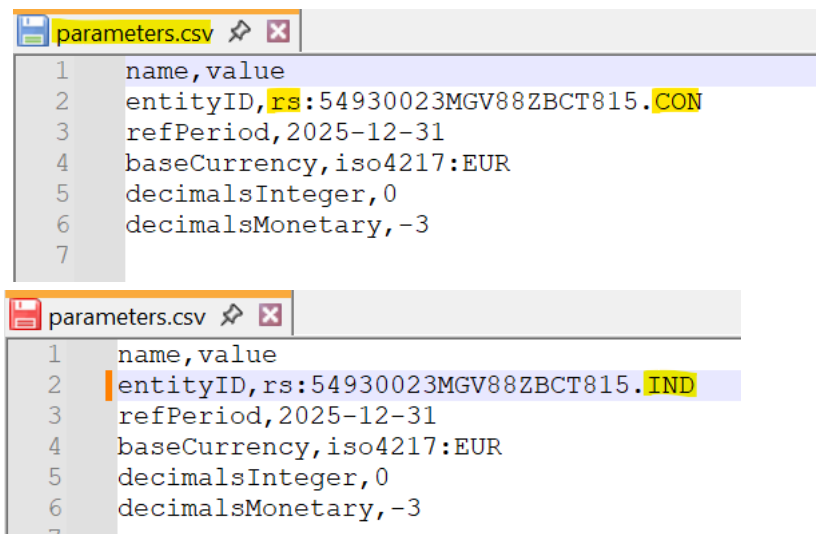 parameters.csv
1 name,value
2 entityID,rs:54930023MGV88ZBCT815.CON
3 refPeriod,2025-12-31
4 baseCurrency,iso4217:EUR
5 decimalsInteger,0
6 decimalsMonetary,-3
7
parameters.csv
1 name,value
2 entityID,rs:54930023MGV88ZBCT815.IND
3 refPeriod,2025-12-31
4 baseCurrency,iso4217:EUR
5 decimalsInteger,0
6 decimalsMonetary,-3
7